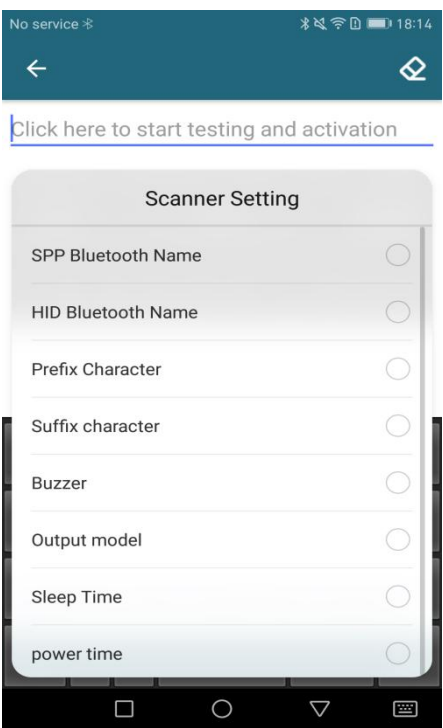 No service
18:14
Click here to start testing and activation
Scanner Setting
SPP Bluetooth Name
HID Bluetooth Name
Prefix Character
Suffix character
Buzzer
Output model
Sleep Time
power time